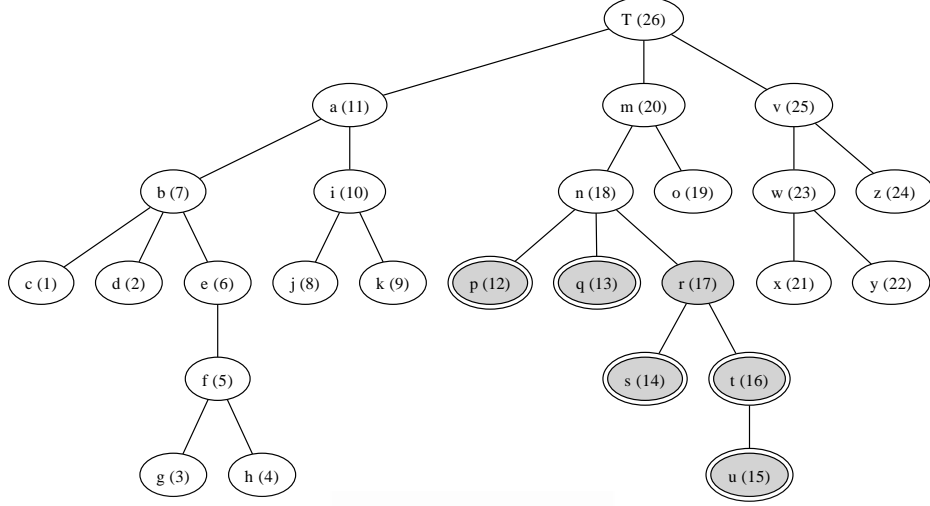 T (26)
a (11) m (20) v (25)
b (7) i (10) n (18) o (19) w (23) z (24)
c (1) d (2) e (6) j (8) k (9) p (12) q (13) r (17) x (21) y (22)
f (5) s (14) t (16)
g (3) h (4) u (15)